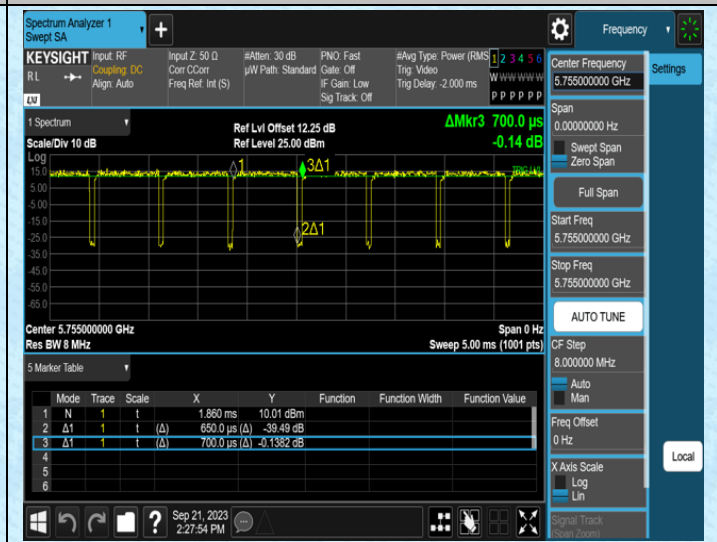 Spectrum Analyzer 1
Swept SA
+
Frequency
KEYSIGHT
RL
LXI
Input: RF
Coupling: DC
Align: Auto
Input Z: 50 Ω
Corr CCorr
Freq Ref: Int (S)
#Atten: 30 dB
µW Path: Standard
PNO: Fast
Gate: Off
IF Gain: Low
Sig Track: Off
#Avg Type: Power (RMS
Trig: Video
Trig Delay: -2.000 ms
1 2 3 4 5 6
W W W W W W
P P P P P P
1 Spectrum
Scale/Div 10 dB
Ref Lvl Offset 12.25 dB
Ref Level 25.00 dBm
ΔMkr3 700.0 µs
-0.14 dB
Log
15.0
5.00
-5.00
-15.0
-25.0
-35.0
-45.0
-55.0
-65.0
1
3Δ1
2Δ1
TRIG LVL
Center 5.755000000 GHz
Res BW 8 MHz
Span 0 Hz
Sweep 5.00 ms (1001 pts)
5 Marker Table
Mode Trace Scale X Y Function Function Width Function Value
1 N 1 t 1.860 ms 10.01 dBm
2 Δ1 1 t (Δ) 650.0 µs (Δ) -39.49 dB
3 Δ1 1 t (Δ) 700.0 µs (Δ) -0.1382 dB
4
5
6
?
Sep 21, 2023
2:27:54 PM
Center Frequency
5.755000000 GHz
Span
0.00000000 Hz
Swept Span
Zero Span
Full Span
Start Freq
5.755000000 GHz
Stop Freq
5.755000000 GHz
AUTO TUNE
CF Step
8.000000 MHz
Auto
Man
Freq Offset
0 Hz
X Axis Scale
Log
Lin
Signal Track
(Span Zoom)
Settings
Local